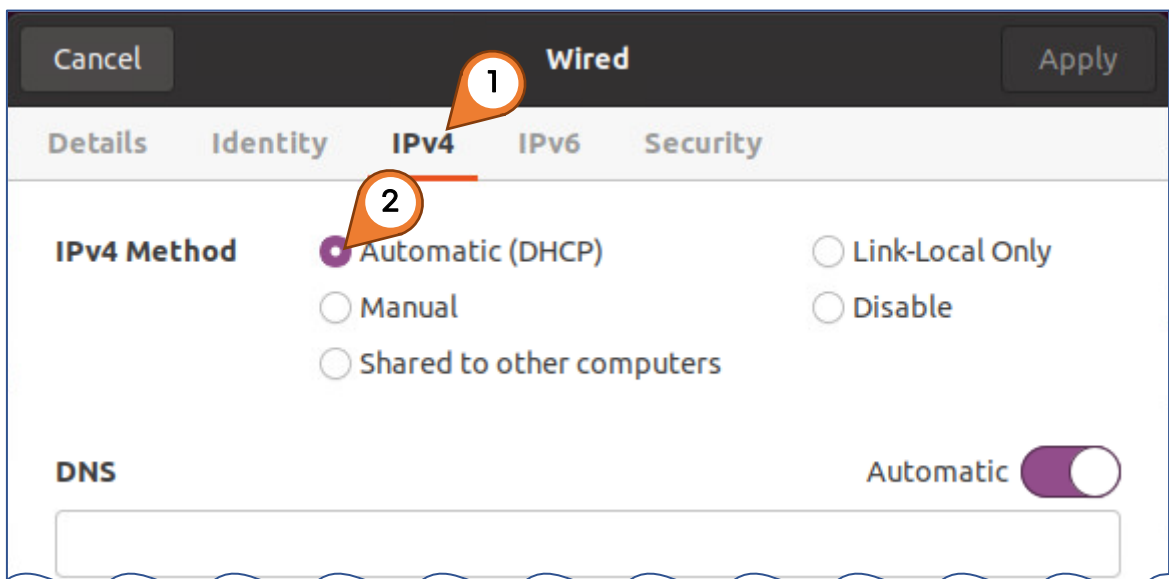 Cancel Wired Apply
1
Details Identity IPv4 IPv6 Security
2
IPv4 Method Automatic (DHCP) Link-Local Only
Manual Disable
Shared to other computers
DNS Automatic